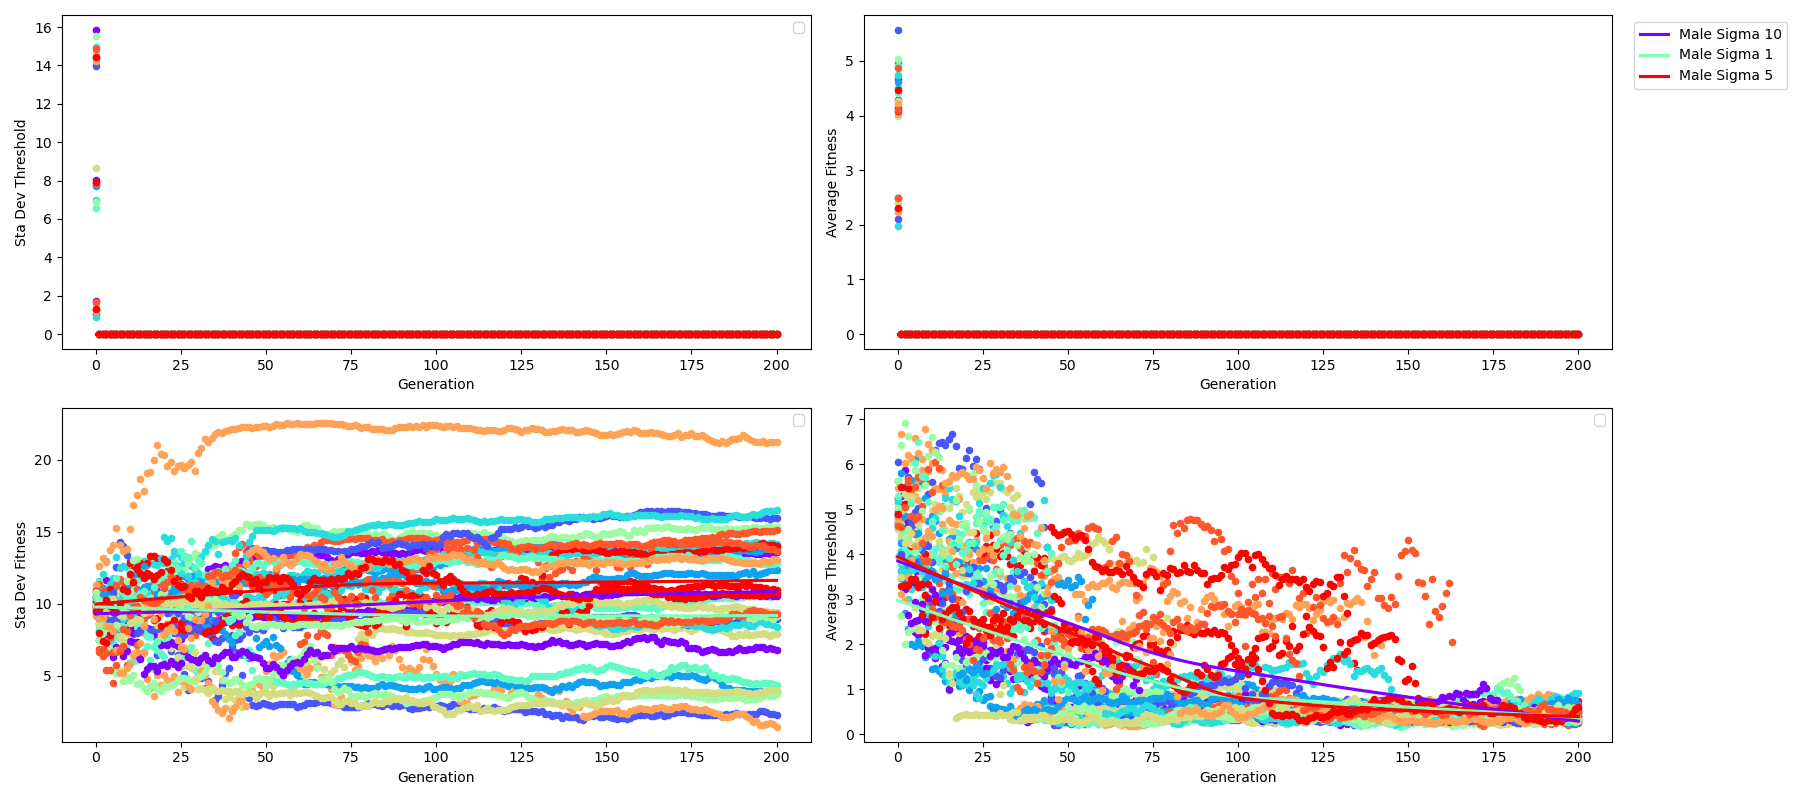 Sta Dev Threshold
16
14
12
10
8
6
4
2
0
0 25 50 75 100 125 150 175 200
Generation
Average Fitness
5
4
3
2
1
0
0 25 50 75 100 125 150 175 200
Generation
Male Sigma 10
Male Sigma 1
Male Sigma 5
Sta Dev Fitness
20
15
10
5
0 25 50 75 100 125 150 175 200
Generation
Average Threshold
7
6
5
4
3
2
1
0
0 25 50 75 100 125 150 175 200
Generation